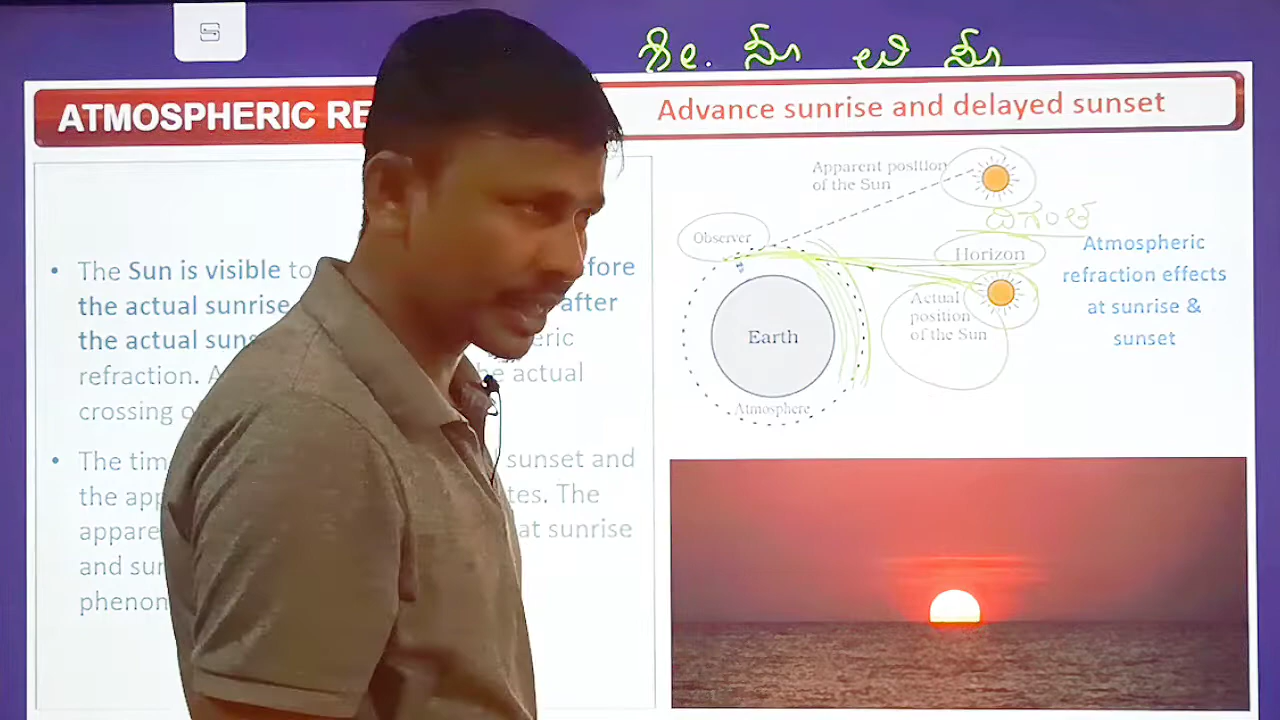 ಶೀ. ಸೂ ಲಿ ಸೂ
ATMOSPHERIC RE
Advance sunrise and delayed sunset
Apparent position
of the Sun
ದಿಗಂತ
Observer
Horizon
Atmospheric
refraction effects
at sunrise &
sunset
Actual
position
of the Sun
Earth
Atmosphere
• The Sun is visible to fore
the actual sunrise after
the actual suns eric
refraction. A he actual
crossing o
• The tim sunset and
the app tes. The
appare at sunrise
and sun
phenon